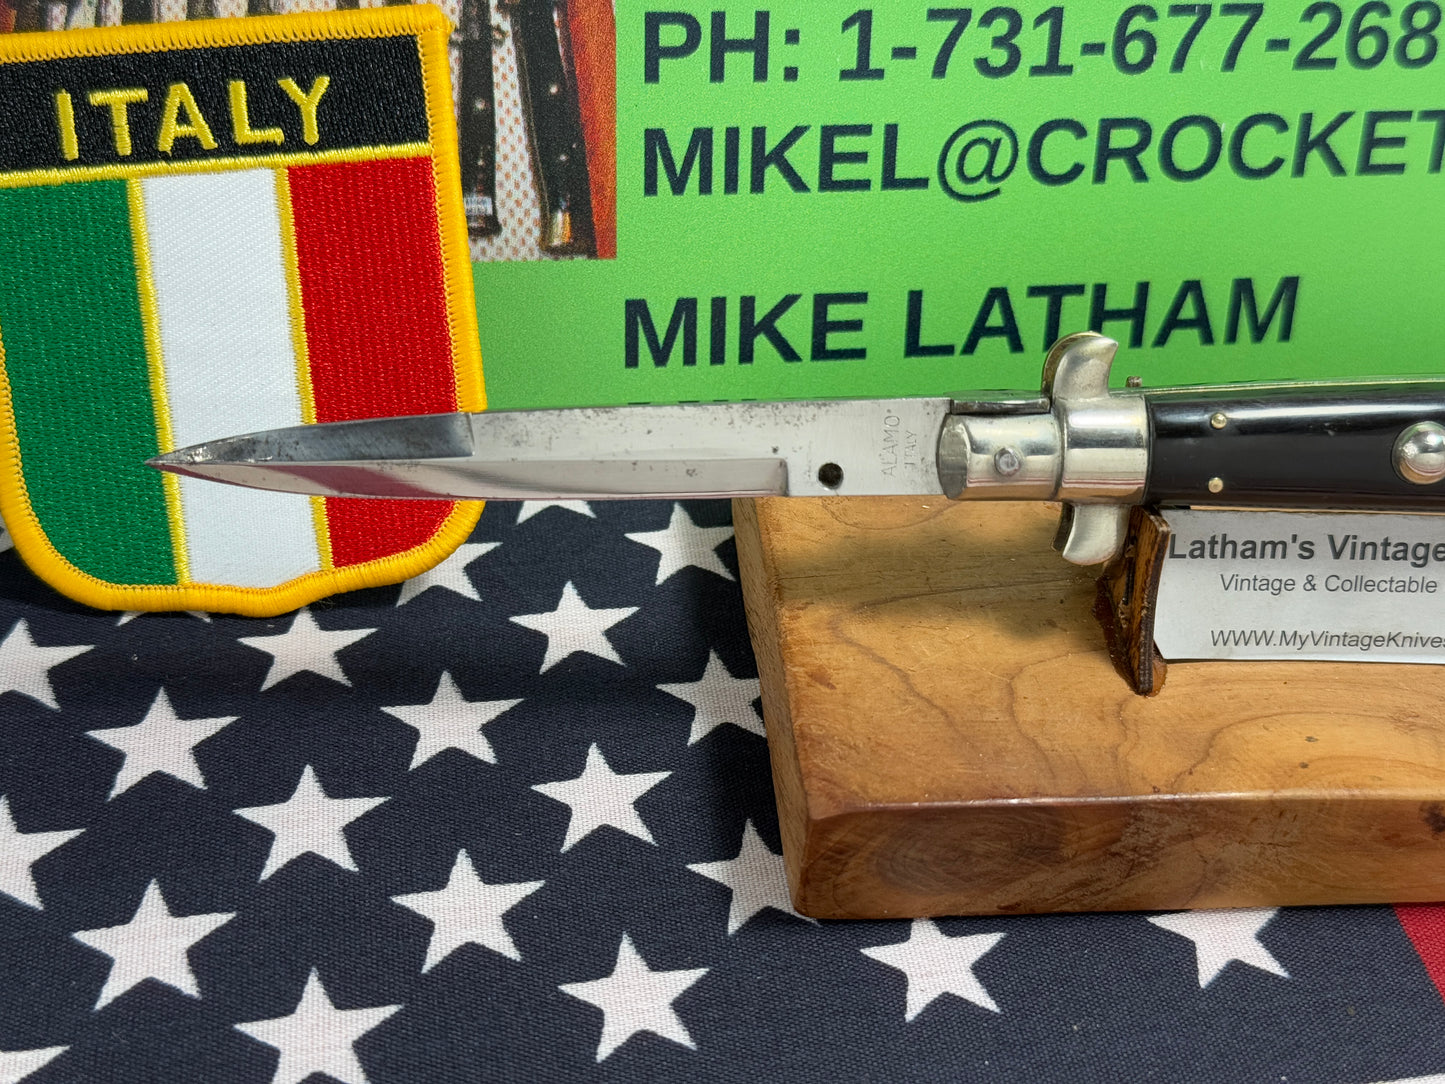 ITALY
PH: 1-731-677-268
MIKEL@CROCKET
MIKE LATHAM
ALAMO
ITALY
Latham's Vintage
Vintage & Collectable
WWW.MyVintageKnives